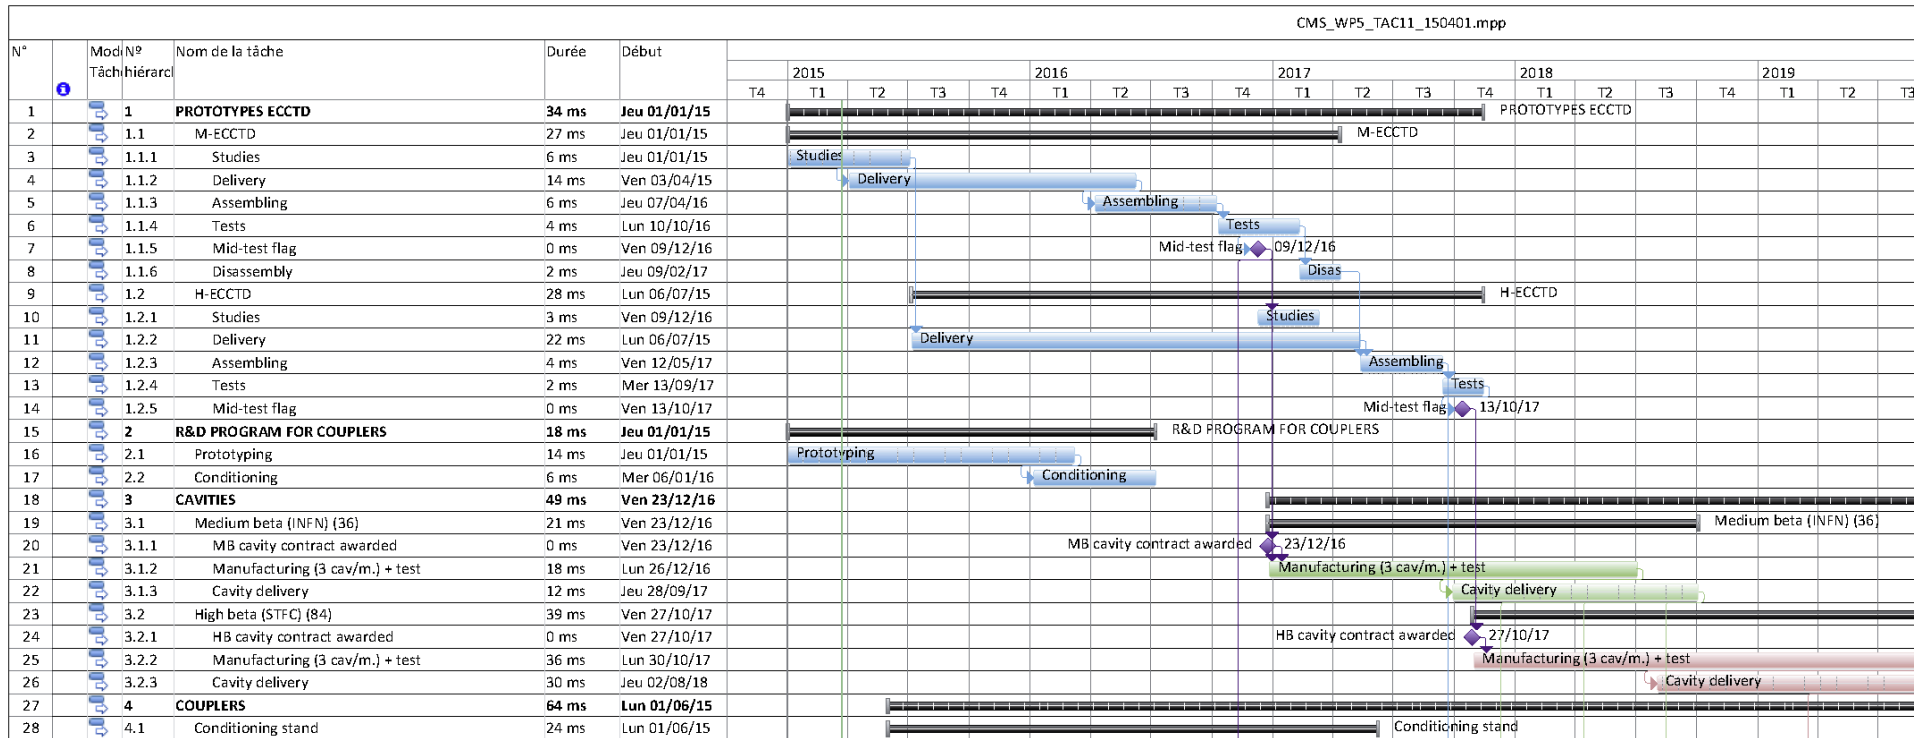 CMS_WP5_TAC11_150401.mpp
N° Mode Nº Nom de la tâche Durée Début
Tâche hiérarcl
2015 2016 2017 2018 2019
T4 T1 T2 T3 T4 T1 T2 T3 T4 T1 T2 T3 T4 T1 T2 T3 T4 T1 T2 T3
1 1 PROTOTYPES ECCTD 34 ms Jeu 01/01/15 PROTOTYPES ECCTD
2 1.1 M-ECCTD 27 ms Jeu 01/01/15 M-ECCTD
3 1.1.1 Studies 6 ms Jeu 01/01/15 Studies
4 1.1.2 Delivery 14 ms Ven 03/04/15 Delivery
5 1.1.3 Assembling 6 ms Jeu 07/04/16 Assembling
6 1.1.4 Tests 4 ms Lun 10/10/16 Tests
7 1.1.5 Mid-test flag 0 ms Ven 09/12/16 Mid-test flag 09/12/16
8 1.1.6 Disassembly 2 ms Jeu 09/02/17 Disas
9 1.2 H-ECCTD 28 ms Lun 06/07/15 H-ECCTD
10 1.2.1 Studies 3 ms Ven 09/12/16 Studies
11 1.2.2 Delivery 22 ms Lun 06/07/15 Delivery
12 1.2.3 Assembling 4 ms Ven 12/05/17 Assembling
13 1.2.4 Tests 2 ms Mer 13/09/17 Tests
14 1.2.5 Mid-test flag 0 ms Ven 13/10/17 Mid-test flag 13/10/17
15 2 R&D PROGRAM FOR COUPLERS 18 ms Jeu 01/01/15 R&D PROGRAM FOR COUPLERS
16 2.1 Prototyping 14 ms Jeu 01/01/15 Prototyping
17 2.2 Conditioning 6 ms Mer 06/01/16 Conditioning
18 3 CAVITIES 49 ms Ven 23/12/16
19 3.1 Medium beta (INFN) (36) 21 ms Ven 23/12/16 Medium beta (INFN) (36)
20 3.1.1 MB cavity contract awarded 0 ms Ven 23/12/16 MB cavity contract awarded 23/12/16
21 3.1.2 Manufacturing (3 cav/m.) + test 18 ms Lun 26/12/16 Manufacturing (3 cav/m.) + test
22 3.1.3 Cavity delivery 12 ms Jeu 28/09/17 Cavity delivery
23 3.2 High beta (STFC) (84) 39 ms Ven 27/10/17
24 3.2.1 HB cavity contract awarded 0 ms Ven 27/10/17 HB cavity contract awarded 27/10/17
25 3.2.2 Manufacturing (3 cav/m.) + test 36 ms Lun 30/10/17 Manufacturing (3 cav/m.) + test
26 3.2.3 Cavity delivery 30 ms Jeu 02/08/18 Cavity delivery
27 4 COUPLERS 64 ms Lun 01/06/15
28 4.1 Conditioning stand 24 ms Lun 01/06/15 Conditioning stand